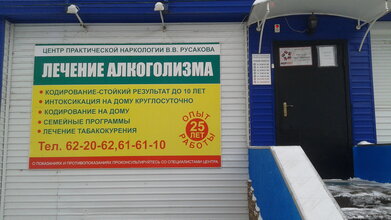 ЦЕНТР ПРАКТИЧЕСКОЙ НАРКОЛОГИИ В.В. РУСАКОВА
ЛЕЧЕНИЕ АЛКОГОЛИЗМА
• КОДИРОВАНИЕ-СТОЙКИЙ РЕЗУЛЬТАТ ДО 10 ЛЕТ
• ИНТОКСИКАЦИЯ НА ДОМУ КРУГЛОСУТОЧНО
• КОДИРОВАНИЕ НА ДОМУ
• СЕМЕЙНЫЕ ПРОГРАММЫ
• ЛЕЧЕНИЕ ТАБАКОКУРЕНИЯ
ОПЫТ
25
ЛЕТ
РАБОТЫ
Тел. 62-20-62,61-61-10
О ПОКАЗАНИЯХ И ПРОТИВОПОКАЗАНИЯХ ПРОКОНСУЛЬТИРУЙТЕСЬ СО СПЕЦИАЛИСТАМИ ЦЕНТРА